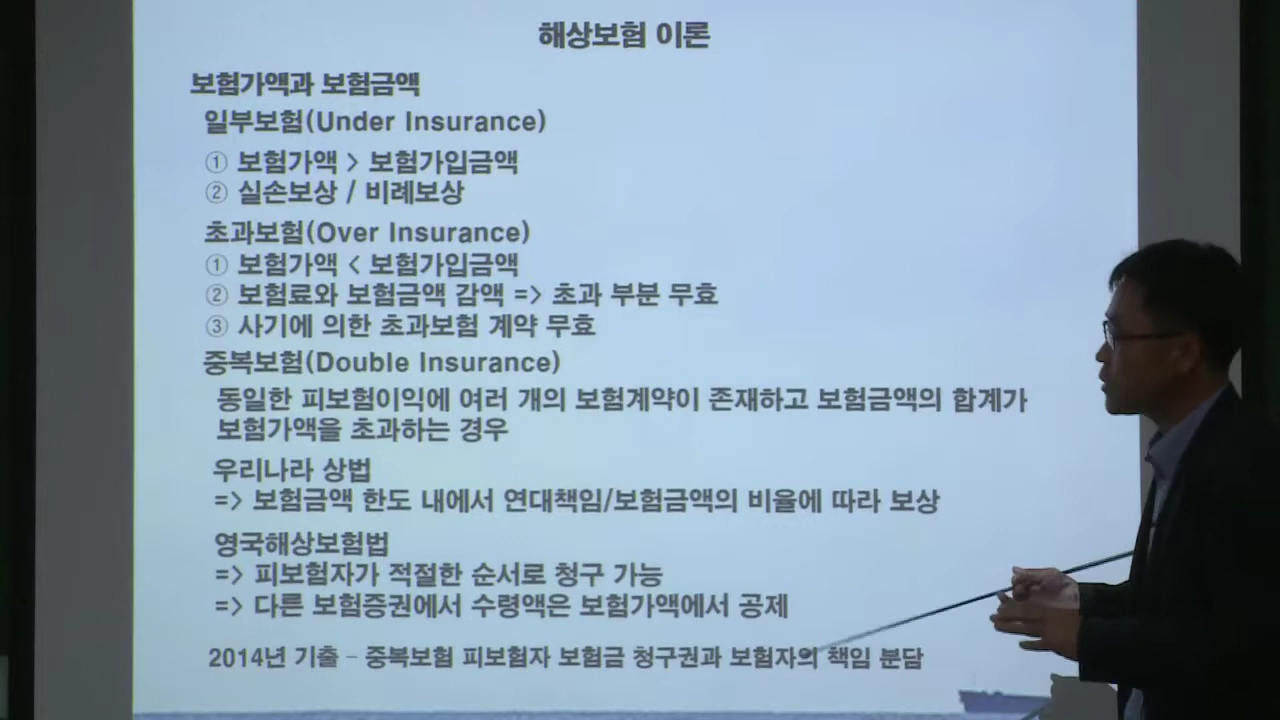 해상보험 이론
보험가액과 보험금액
일부보험(Under Insurance)
① 보험가액 > 보험가입금액
② 실손보상 / 비례보상
초과보험(Over Insurance)
① 보험가액 < 보험가입금액
② 보험료와 보험금액 감액 => 초과 부분 무효
③ 사기에 의한 초과보험 계약 무효
중복보험(Double Insurance)
동일한 피보험이익에 여러 개의 보험계약이 존재하고 보험금액의 합계가
보험가액을 초과하는 경우
우리나라 상법
=> 보험금액 한도 내에서 연대책임/보험금액의 비율에 따라 보상
영국해상보험법
=> 피보험자가 적절한 순서로 청구 가능
=> 다른 보험증권에서 수령액은 보험가액에서 공제
2014년 기출 - 중복보험 피보험자 보험금 청구권과 보험자의 책임 분담